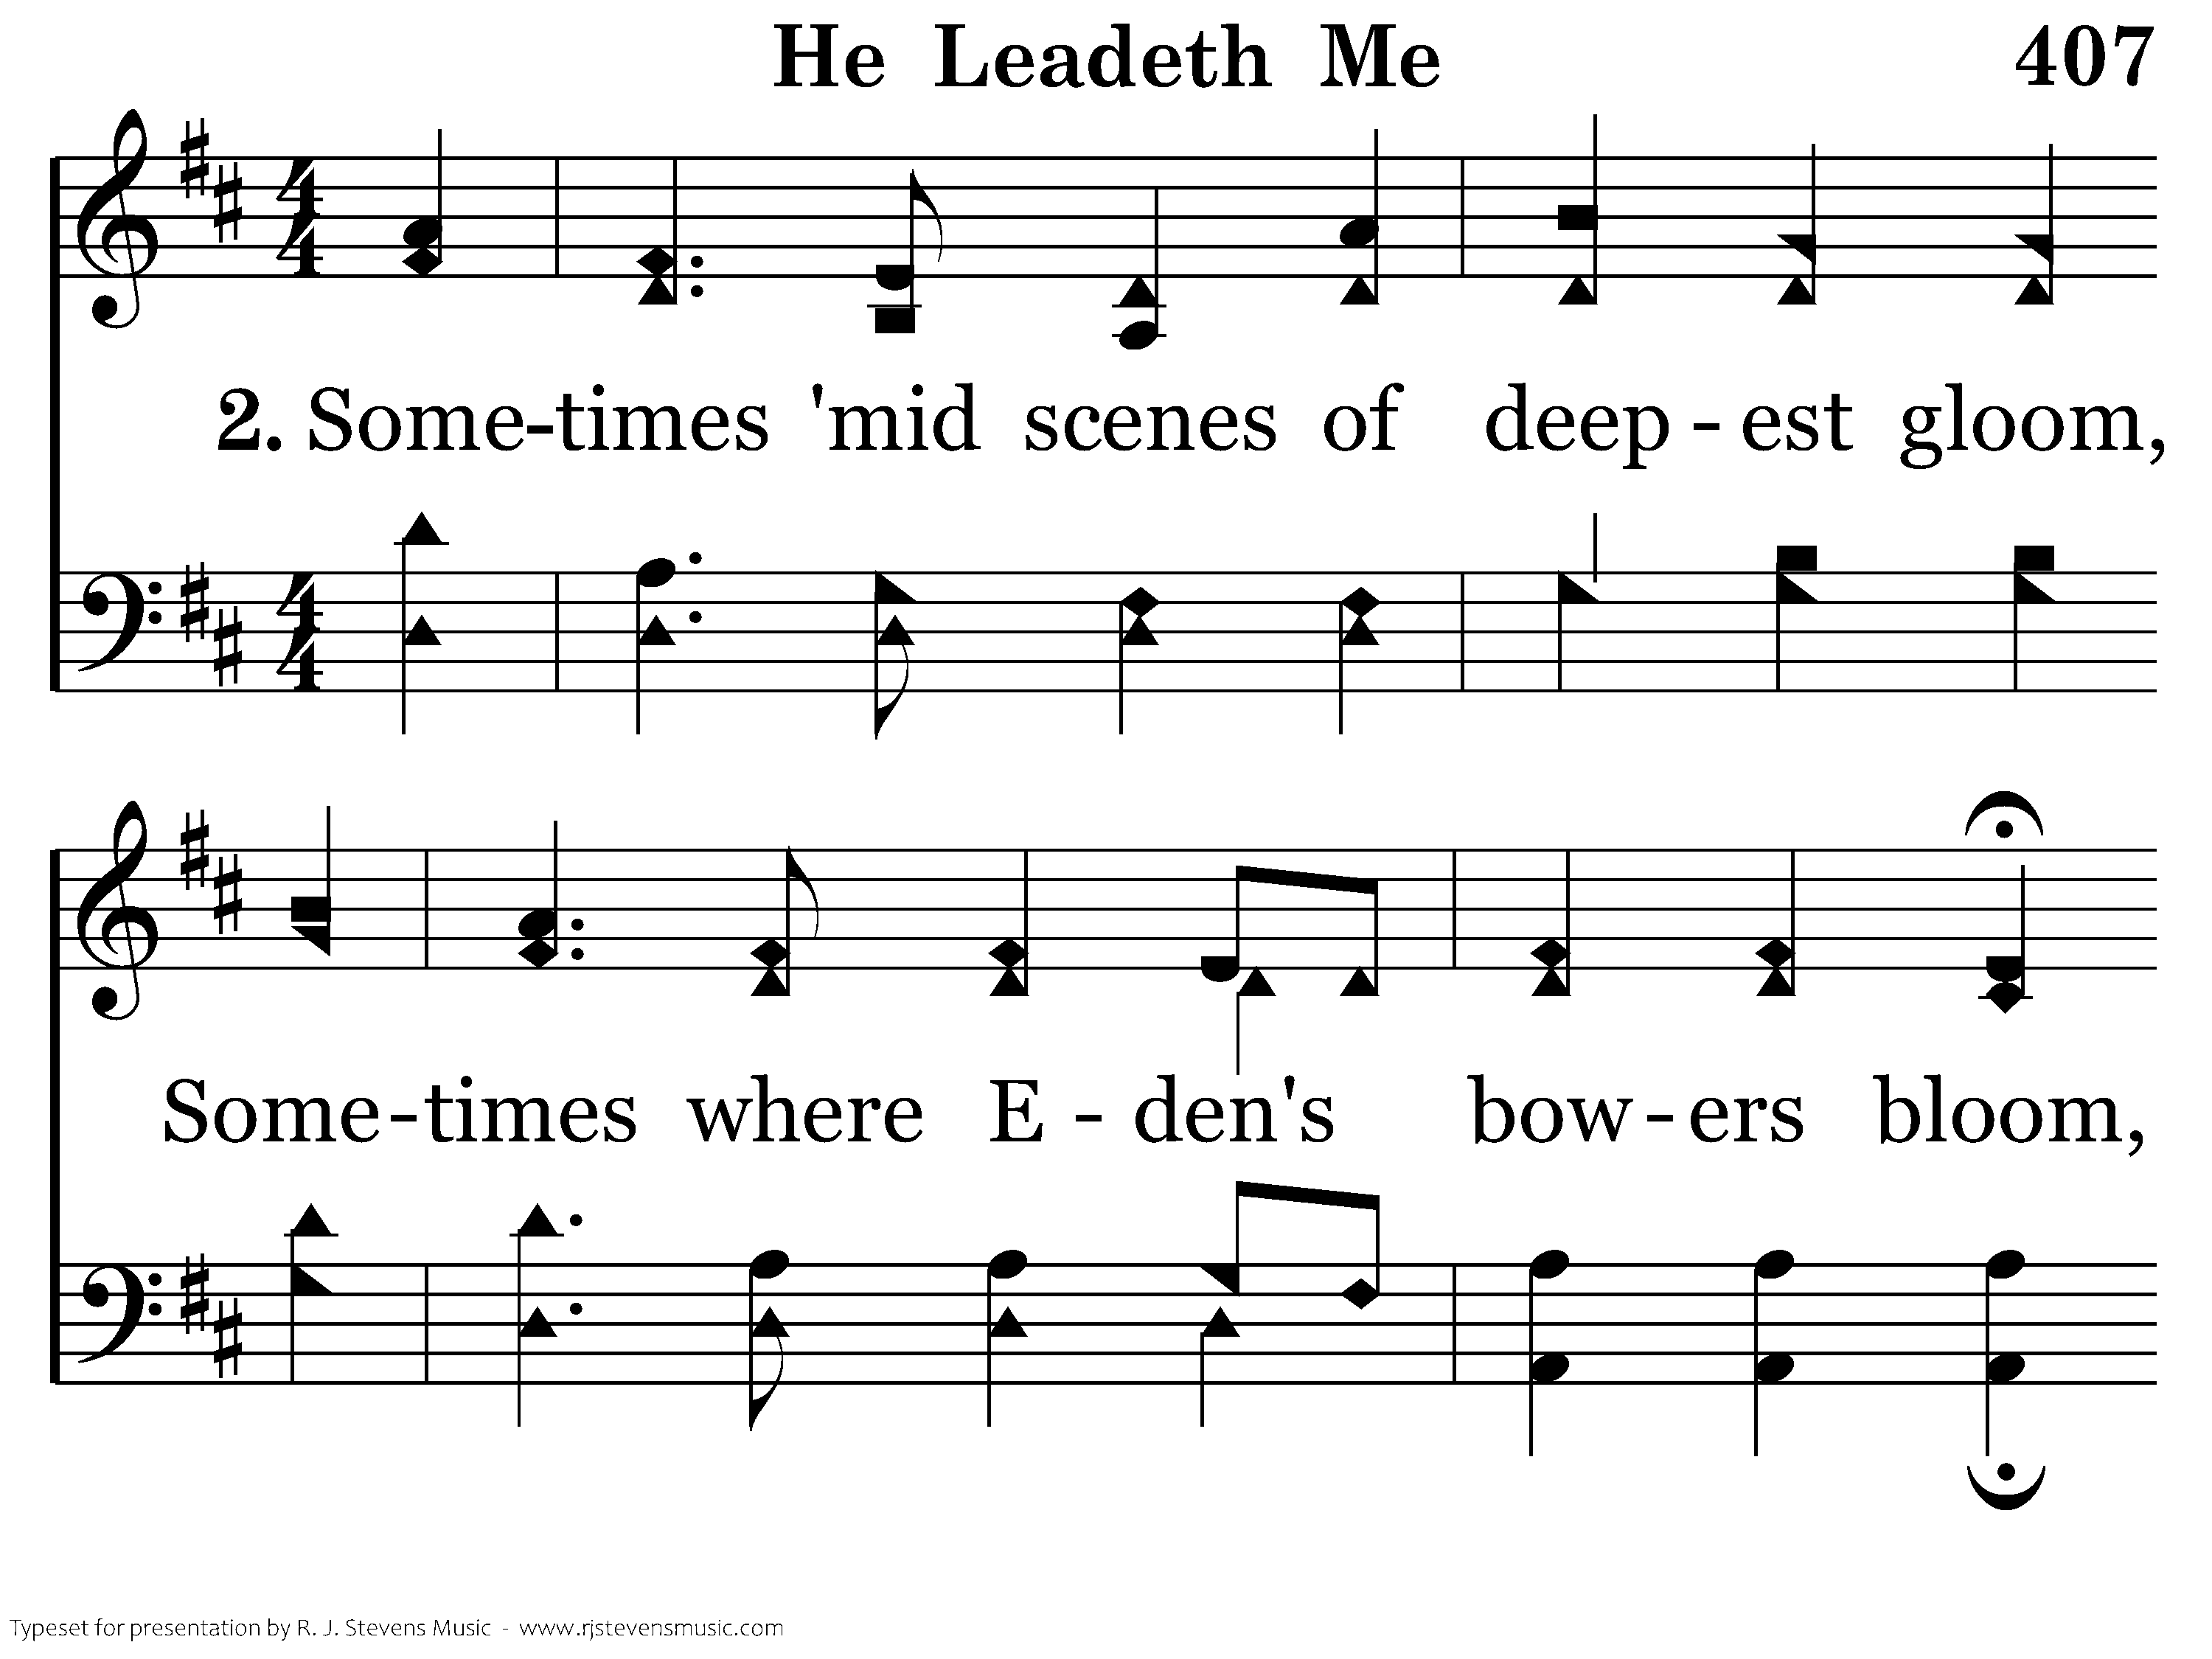 He Leadeth Me 407
2. Some-times 'mid scenes of deep - est gloom,
Some-times where E - den's bow-ers bloom,
Typeset for presentation by R. J. Stevens Music - www.rjstevensmusic.com